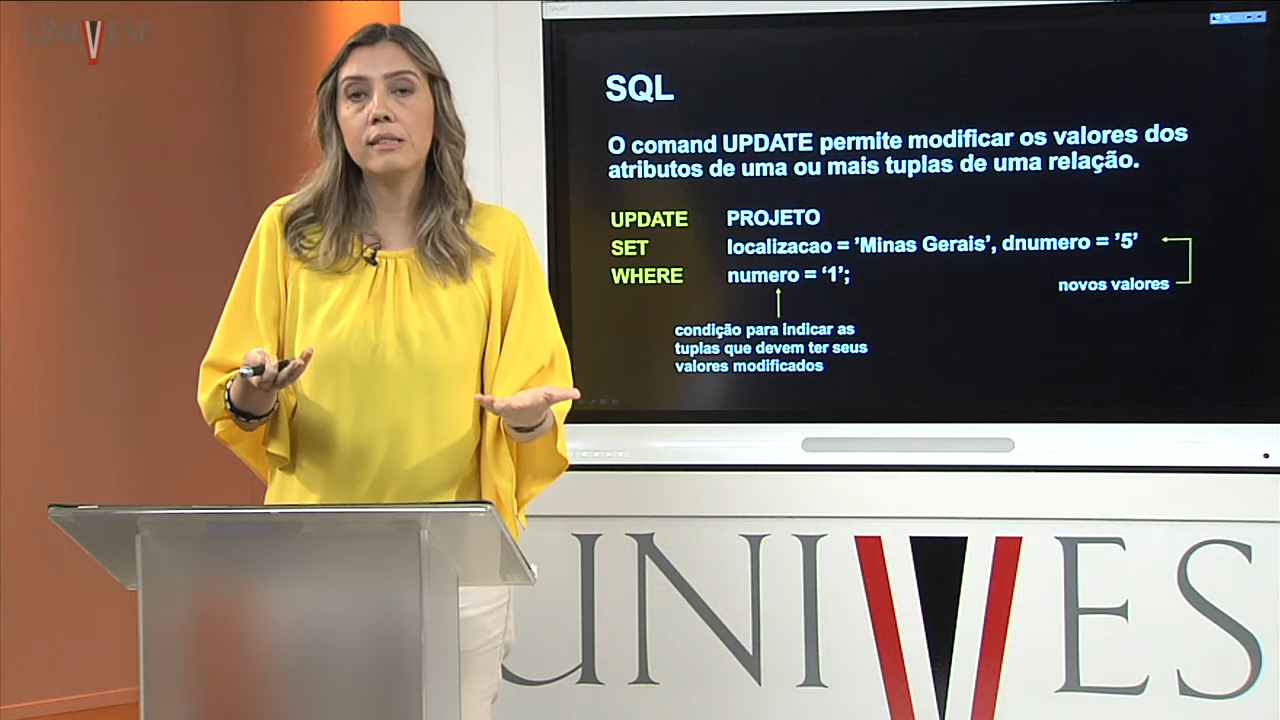 UNIVESP
SQL
O comand UPDATE permite modificar os valores dos
atributos de uma ou mais tuplas de uma relação.
UPDATE PROJETO
SET localizacao = ’Minas Gerais’, dnumero = ’5’
WHERE numero = ‘1’;
novos valores
condição para indicar as
tuplas que devem ter seus
valores modificados
UNIVESP